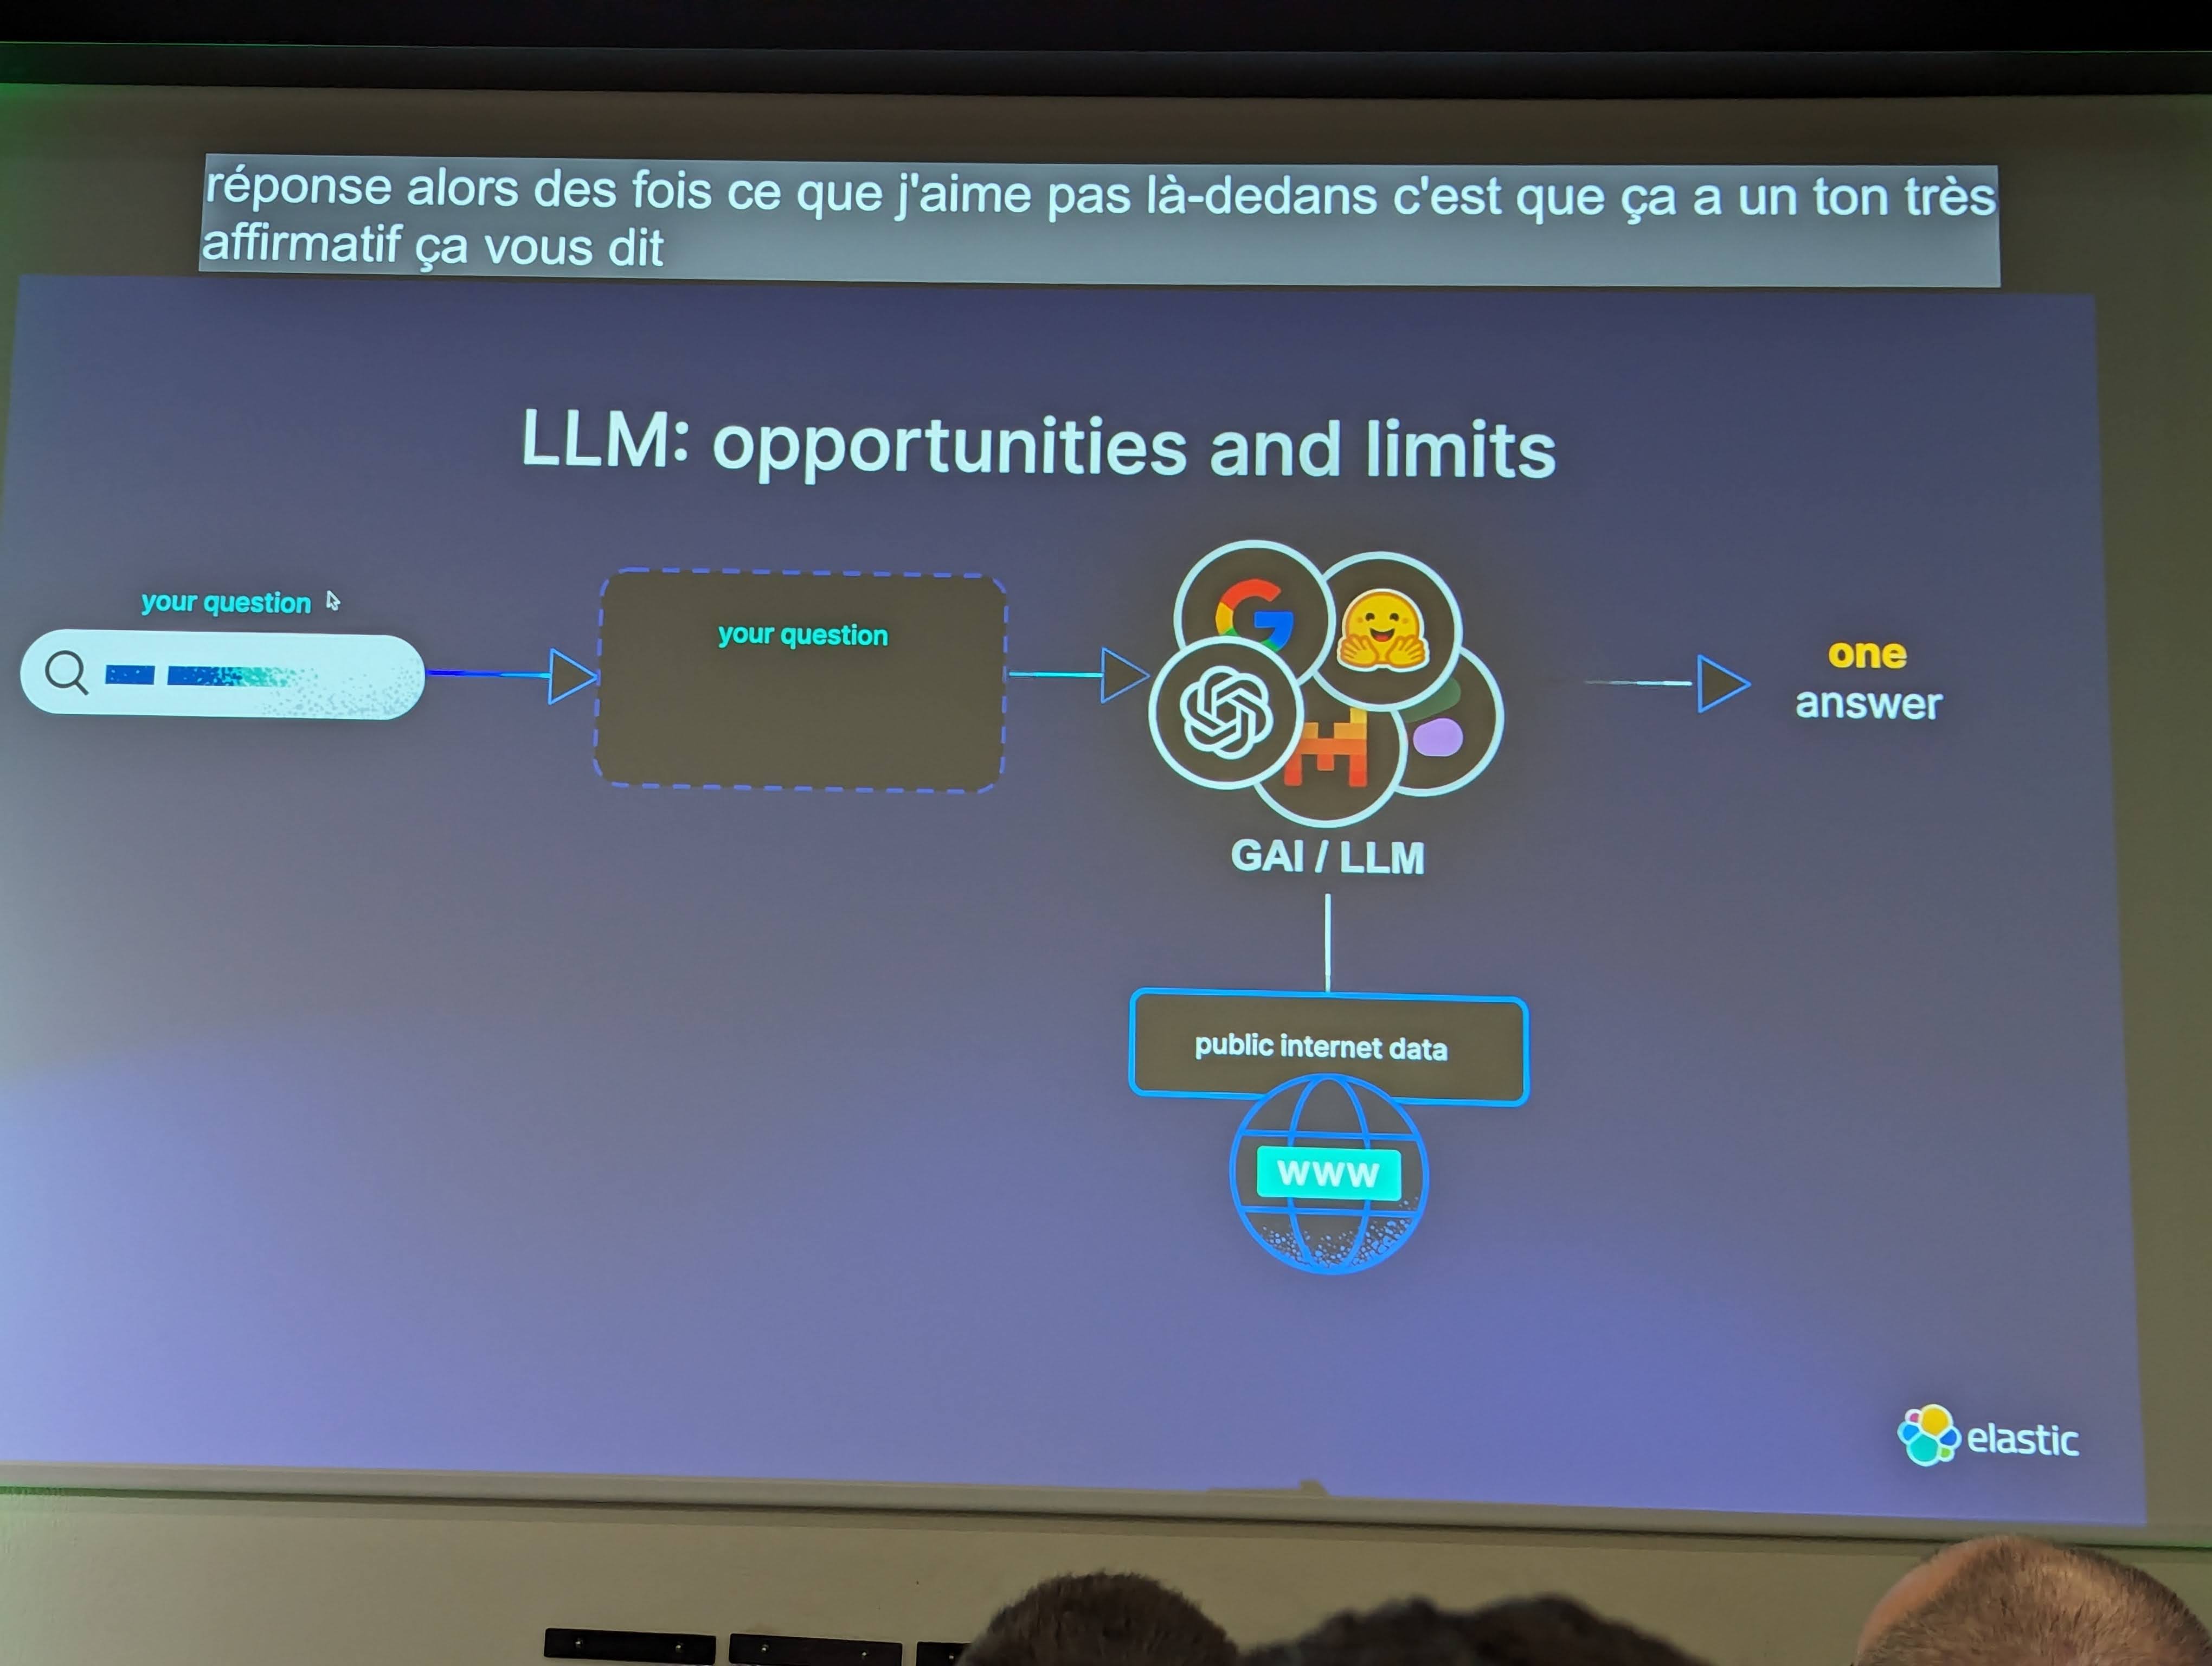 réponse alors des fois ce que j'aime pas là-dedans c'est que ça a un ton très
affirmatif ça vous dit
LLM: opportunities and limits
your question
your question
one
answer
GAI / LLM
public internet data
www
elastic